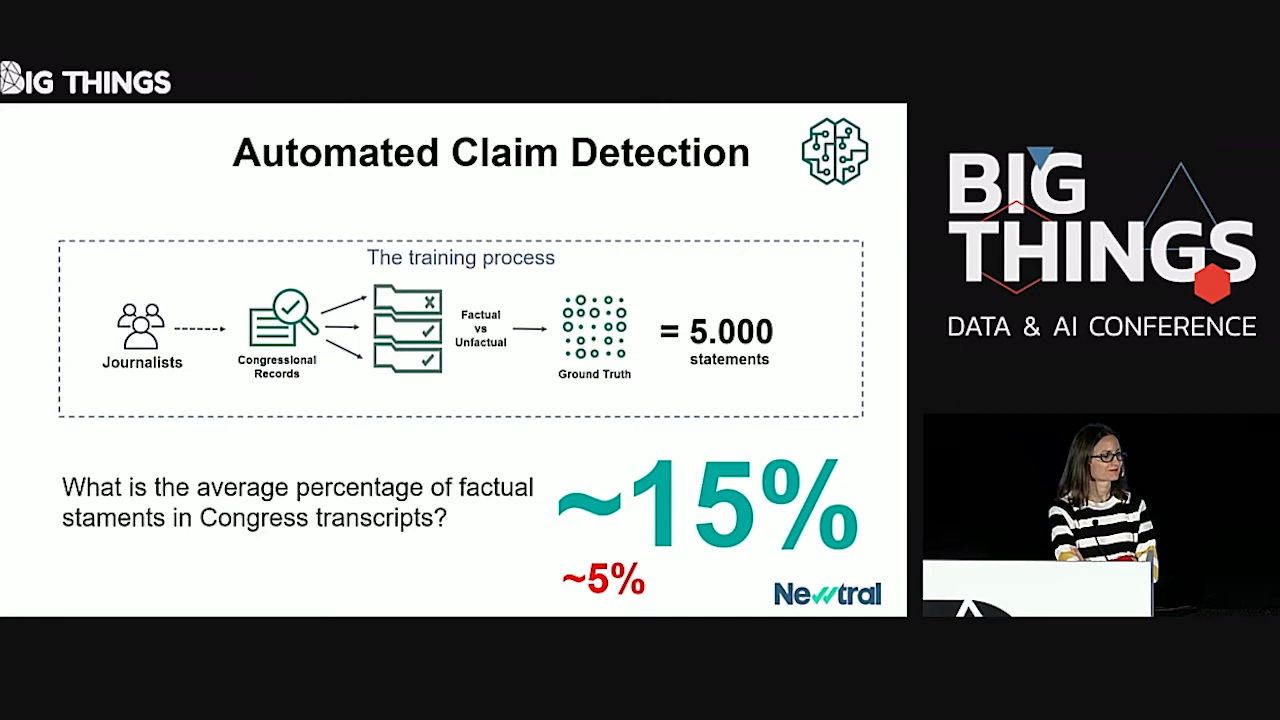 BIG THINGS
Automated Claim Detection
The training process
Journalists
Congressional
Records
Factual
vs
Unfactual
Ground Truth
= 5.000
statements
What is the average percentage of factual
staments in Congress transcripts?
~15%
~5%
Newtral
BIG
THINGS
DATA & AI CONFERENCE